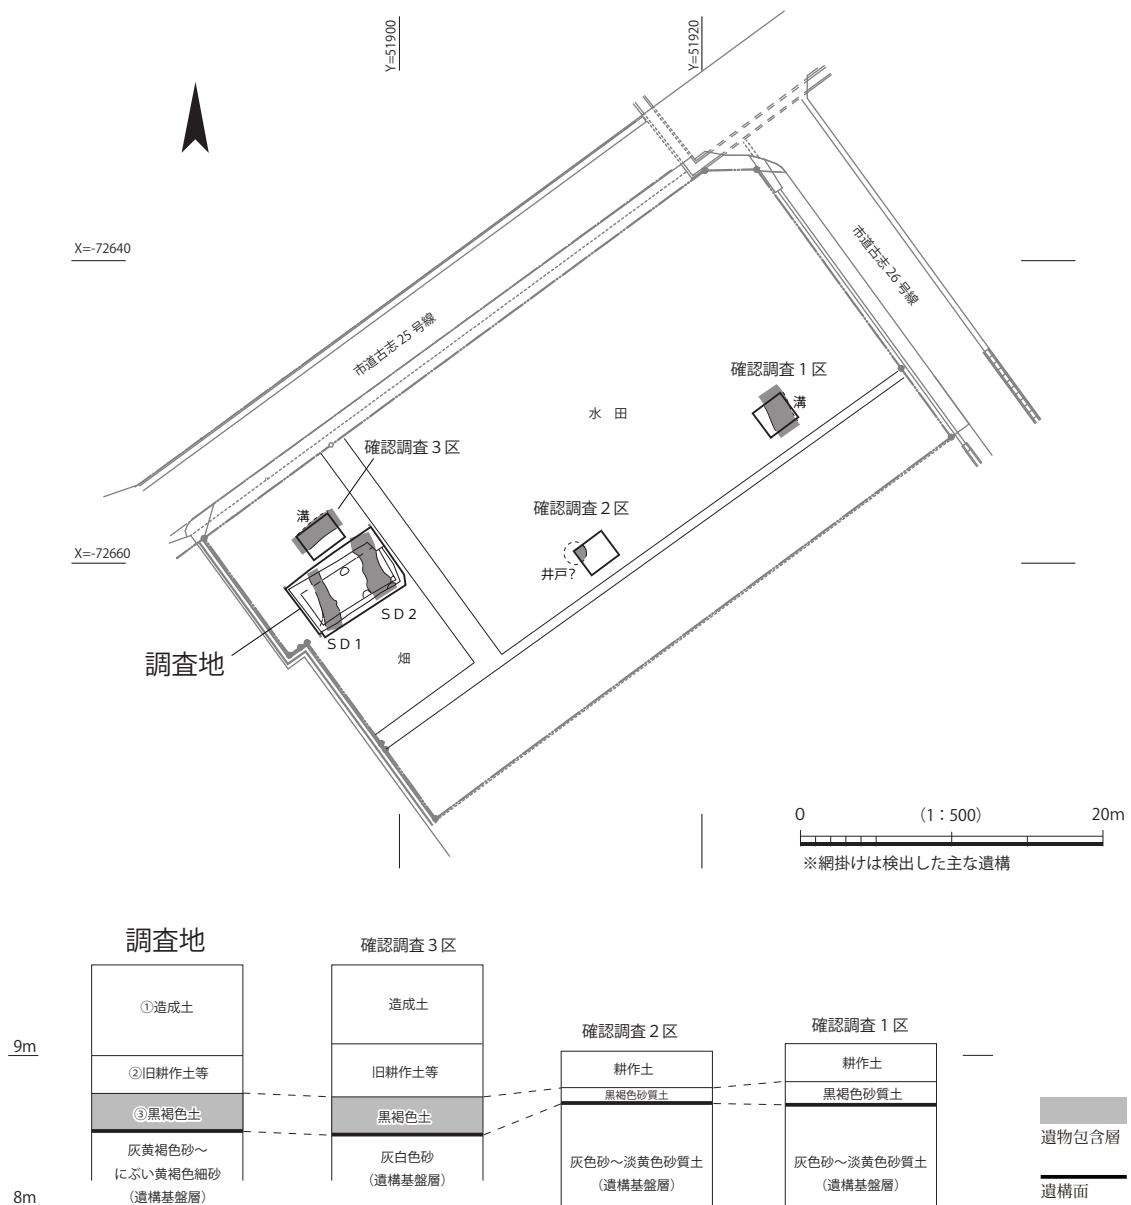 Y=51900
Y=51920
X=-72640
市道古志 26 号線
市道古志 25 号線
確認調査 1 区
溝
水 田
確認調査 3 区
確認調査 2 区
溝
X=-72660
井戸?
SD 2
SD 1
畑
調査地
0 (1:500) 20m
※網掛けは検出した主な遺構
調査地
確認調査 3 区
①造成土
造成土
確認調査 2 区
確認調査 1 区
9m
耕作土
耕作土
②旧耕作土等
旧耕作土等
黒褐色砂質土
黒褐色砂質土
③黒褐色土
黒褐色土
遺物包含層
灰黄褐色砂～
にぶい黄褐色細砂
(遺構基盤層)
灰白色砂
(遺構基盤層)
灰色砂～淡黄色砂質土
(遺構基盤層)
灰色砂～淡黄色砂質土
(遺構基盤層)
8m
遺構面